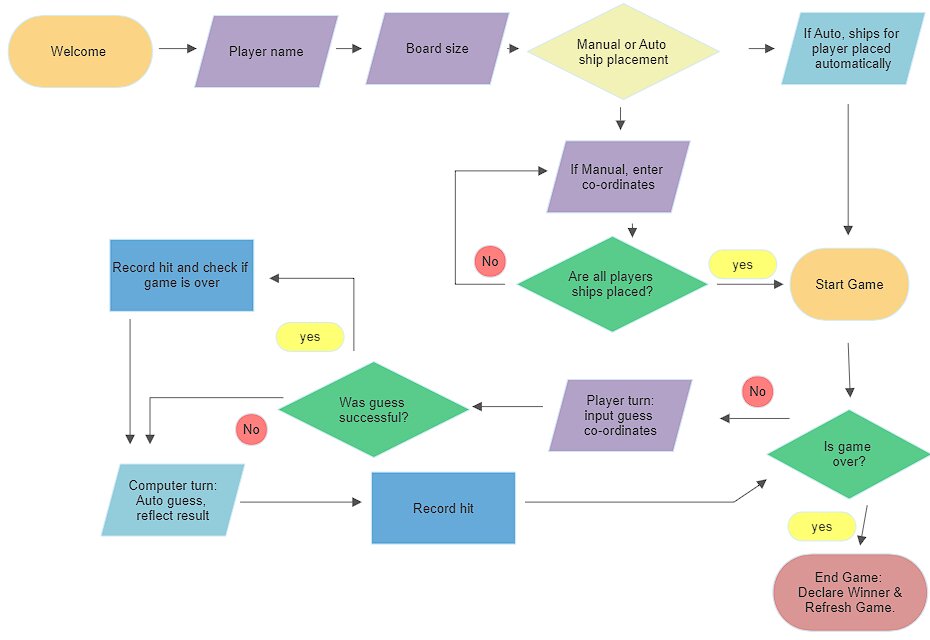 Welcome
Player name
Board size
Manual or Auto
ship placement
If Auto, ships for
player placed
automatically
If Manual, enter
co-ordinates
No
Are all players
ships placed?
yes
Start Game
Record hit and check if
game is over
yes
Was guess
successful?
No
Player turn:
input guess
co-ordinates
No
Is game
over?
Computer turn:
Auto guess,
reflect result
Record hit
yes
End Game:
Declare Winner &
Refresh Game.